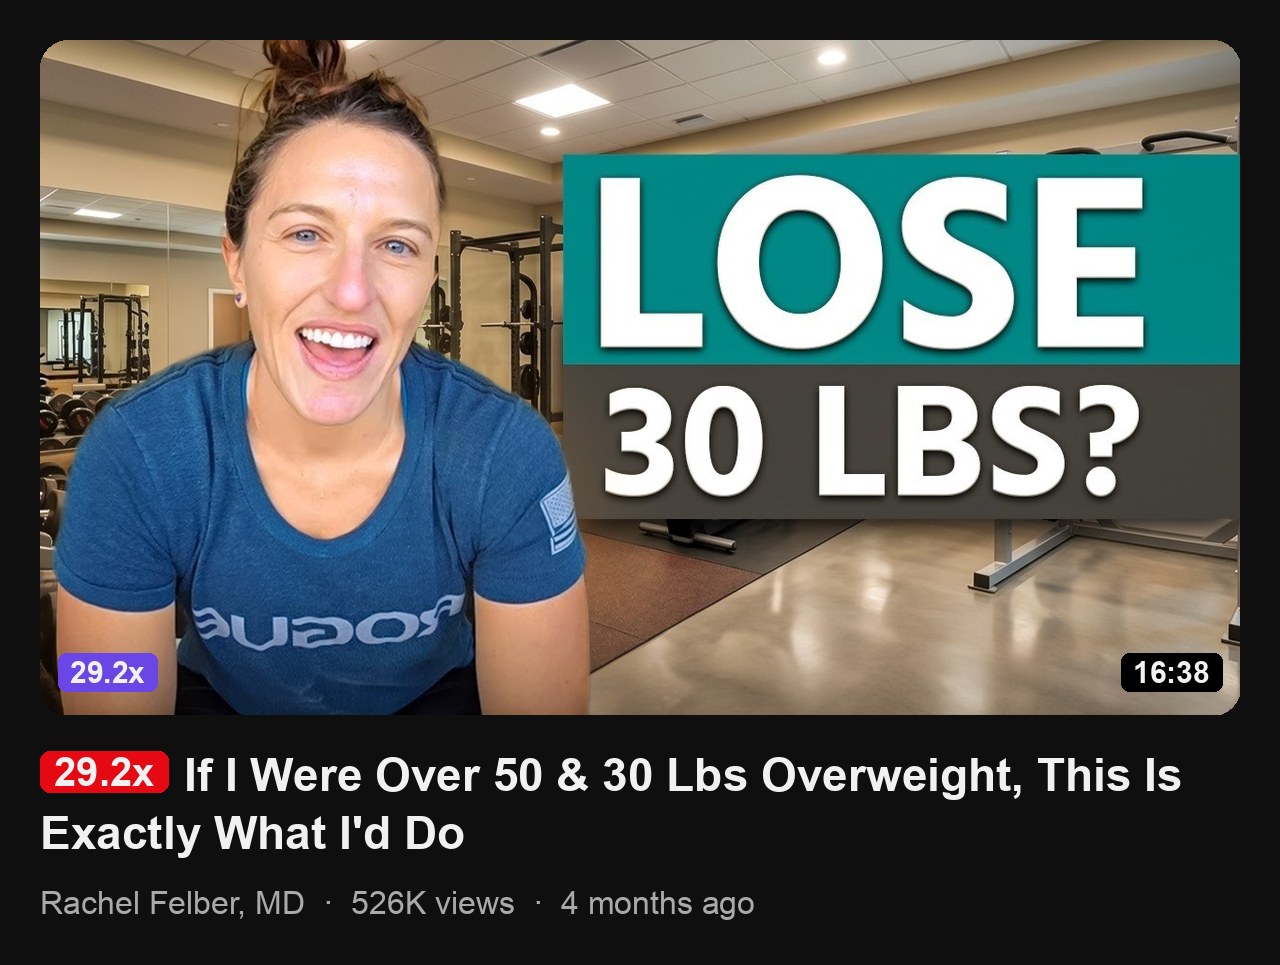 LOSE
30 LBS?
ROGUE
29.2x
16:38
29.2x If I Were Over 50 & 30 Lbs Overweight, This Is
Exactly What I'd Do
Rachel Felber, MD · 526K views · 4 months ago